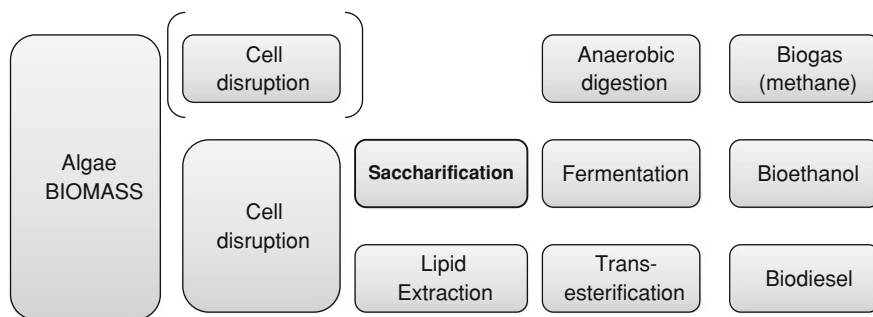 Cell
disruption
Anaerobic
digestion
Biogas
(methane)
Algae
BIOMASS
Cell
disruption
Saccharification
Fermentation
Bioethanol
Lipid
Extraction
Trans-
esterification
Biodiesel